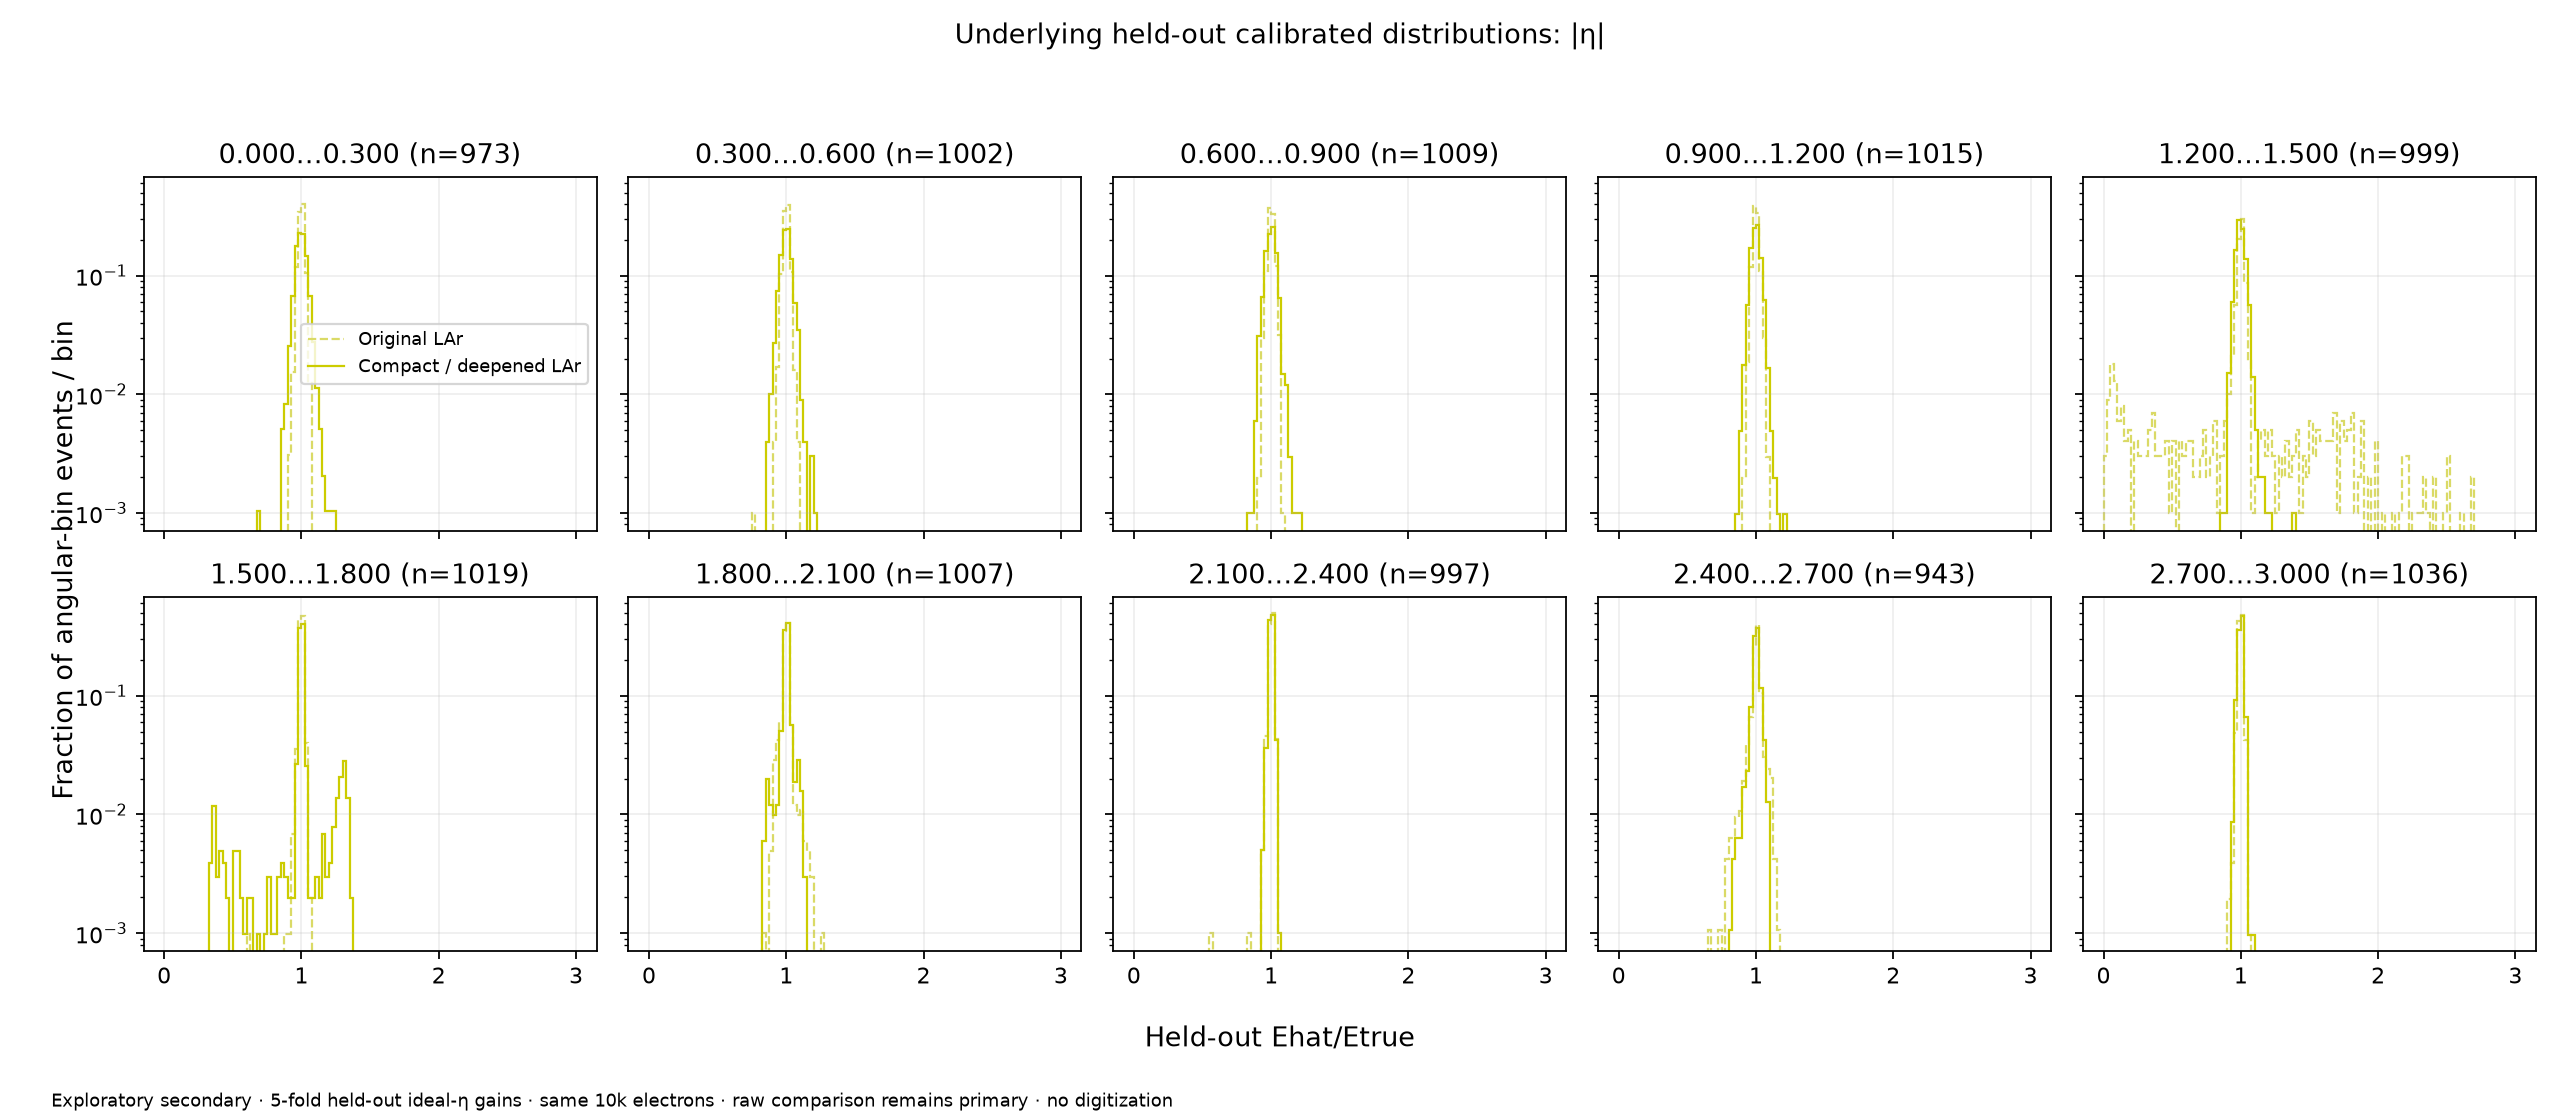 Underlying held-out calibrated distributions: |η|
0.000...0.300 (n=973)
0.300...0.600 (n=1002)
0.600...0.900 (n=1009)
0.900...1.200 (n=1015)
1.200...1.500 (n=999)
Fraction of angular-bin events / bin
10⁻¹
10⁻²
10⁻³
Original LAr
Compact / deepened LAr
1.500...1.800 (n=1019)
1.800...2.100 (n=1007)
2.100...2.400 (n=997)
2.400...2.700 (n=943)
2.700...3.000 (n=1036)
10⁻¹
10⁻²
10⁻³
0 1 2 3
0 1 2 3
0 1 2 3
0 1 2 3
0 1 2 3
Held-out Ehat/Etrue
Exploratory secondary · 5-fold held-out ideal-η gains · same 10k electrons · raw comparison remains primary · no digitization